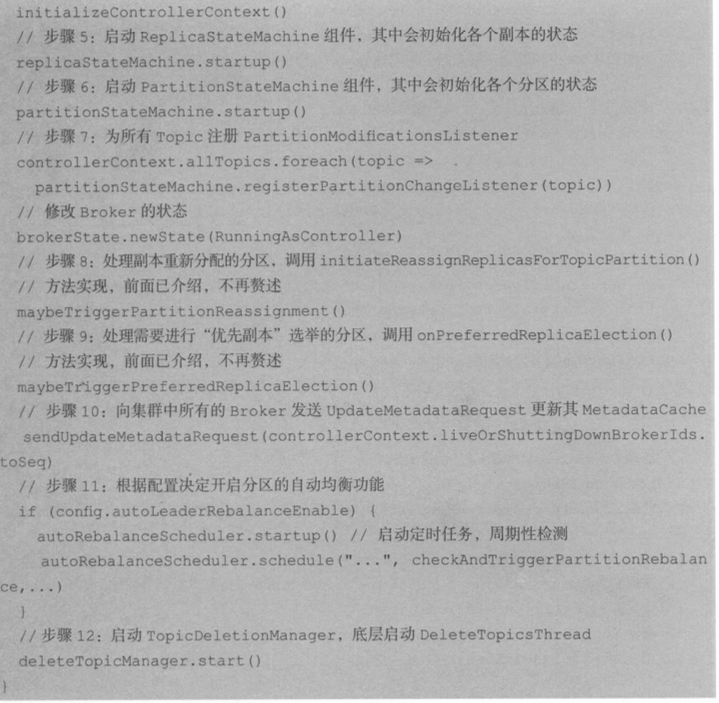 initializeControllerContext()
// 步骤 5：启动 ReplicaStateMachine 组件，其中会初始化各个副本的状态
replicaStateMachine.startup()
// 步骤 6：启动 PartitionStateMachine 组件，其中会初始化各个分区的状态
partitionStateMachine.startup()
// 步骤 7：为所有 Topic 注册 PartitionModificationsListener
controllerContext.allTopics.foreach(topic =>
partitionStateMachine.registerPartitionChangeListener(topic))
// 修改 Broker 的状态
brokerState.newState(RunningAsController)
// 步骤 8：处理副本重新分配的分区，调用 initiateReassignReplicasForTopicPartition()
// 方法实现，前面已介绍，不再赘述
maybeTriggerPartitionReassignment()
// 步骤 9：处理需要进行“优先副本”选举的分区，调用 onPreferredReplicaElection()
// 方法实现，前面已介绍，不再赘述
maybeTriggerPreferredReplicaElection()
// 步骤 10：向集群中所有的 Broker 发送 UpdateMetadataRequest 更新其 MetadataCache
sendUpdateMetadataRequest(controllerContext.liveOrShuttingDownBrokerIds.
toSeq)
// 步骤 11：根据配置决定开启分区的自动均衡功能
if (config.autoLeaderRebalanceEnable) {
autoRebalanceScheduler.startup() // 启动定时任务，周期性检测
autoRebalanceScheduler.schedule("...", checkAndTriggerPartitionRebalan
ce,...)
}
// 步骤 12：启动 TopicDeletionManager，底层启动 DeleteTopicsThread
deleteTopicManager.start()
}